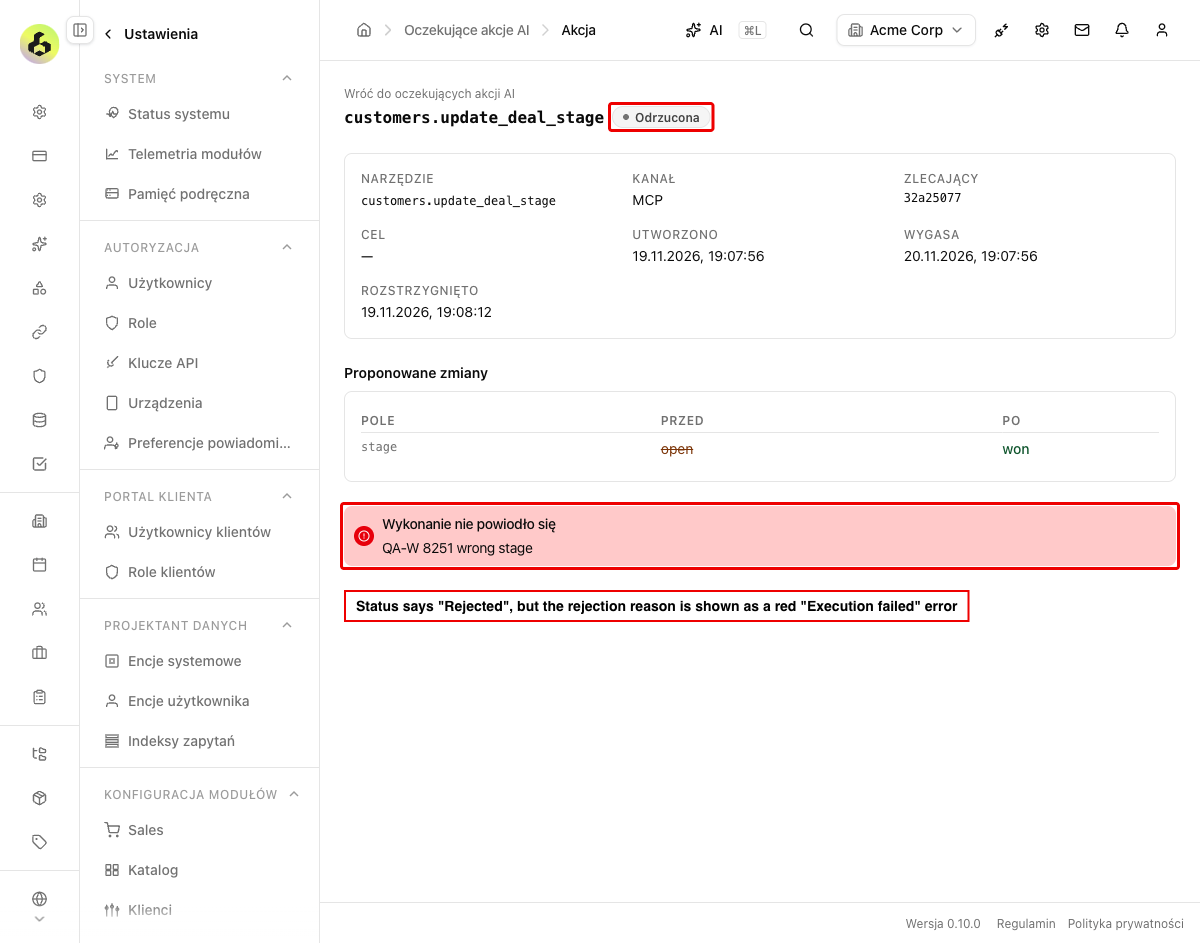 Ustawienia
SYSTEM
Status systemu
Telemetria modułów
Pamięć podręczna
AUTORYZACJA
Użytkownicy
Role
Klucze API
Urządzenia
Preferencje powiadomi...
PORTAL KLIENTA
Użytkownicy klientów
Role klientów
PROJEKTANT DANYCH
Encje systemowe
Encje użytkownika
Indeksy zapytań
KONFIGURACJA MODUŁÓW
Sales
Katalog
Klienci
Oczekujące akcje AI
Akcja
AI
⌘L
Acme Corp
Wróć do oczekujących akcji AI
customers.update_deal_stage
Odrzucona
NARZĘDZIE
customers.update_deal_stage
KANAŁ
MCP
ZLECAJĄCY
32a25077
CEL
—
UTWORZONO
19.11.2026, 19:07:56
WYGASA
20.11.2026, 19:07:56
ROZSTRZYGNIĘTO
19.11.2026, 19:08:12
Proponowane zmiany
POLE PRZED PO
stage open won
Wykonanie nie powiodło się
QA-W 8251 wrong stage
Status says "Rejected", but the rejection reason is shown as a red "Execution failed" error
Wersja 0.10.0 Regulamin Polityka prywatności